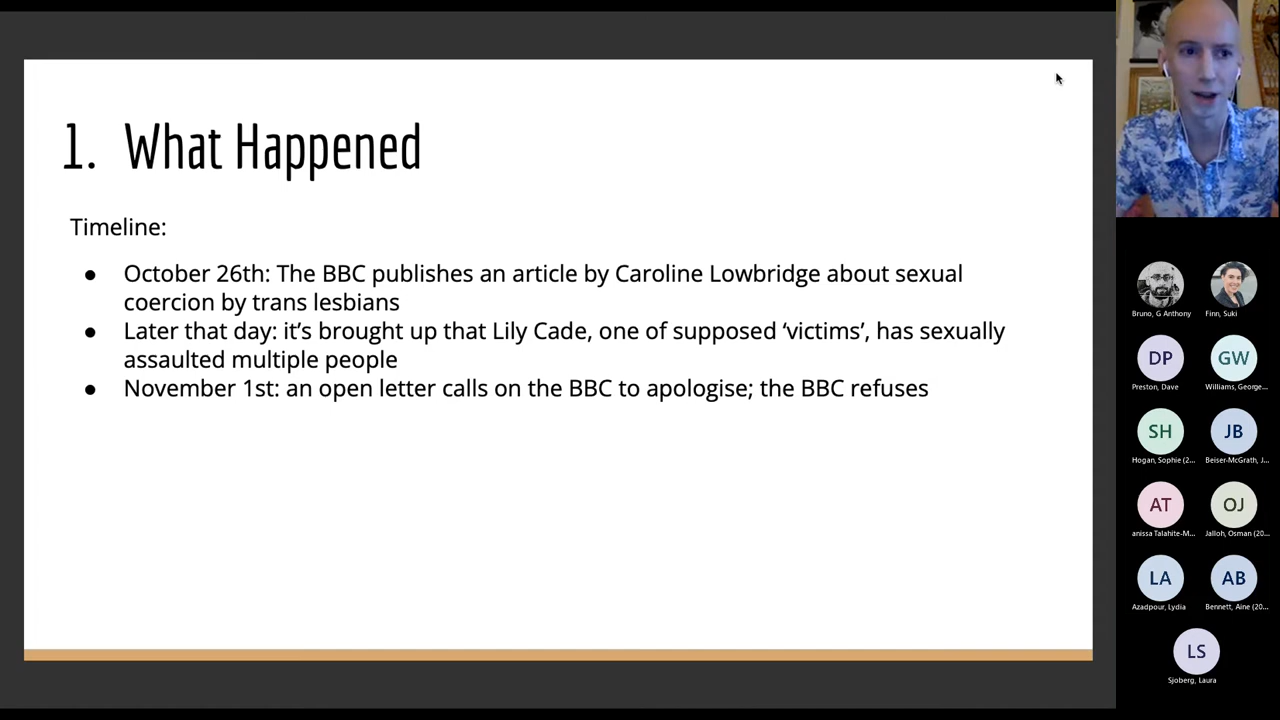 1. What Happened
Timeline:
● October 26th: The BBC publishes an article by Caroline Lowbridge about sexual
coercion by trans lesbians
● Later that day: it’s brought up that Lily Cade, one of supposed ‘victims’, has sexually
assaulted multiple people
● November 1st: an open letter calls on the BBC to apologise; the BBC refuses
Bruno, G Anthony
Finn, Suki
DP
GW
Preston, Dave
Williams, George...
SH
JB
Hogan, Sophie (2...
Beiser-McGrath, J...
AT
OJ
anissa Talahite-M...
Jalloh, Osman (20...
LA
AB
Azadpour, Lydia
Bennett, Aine (20...
LS
Sjoberg, Laura